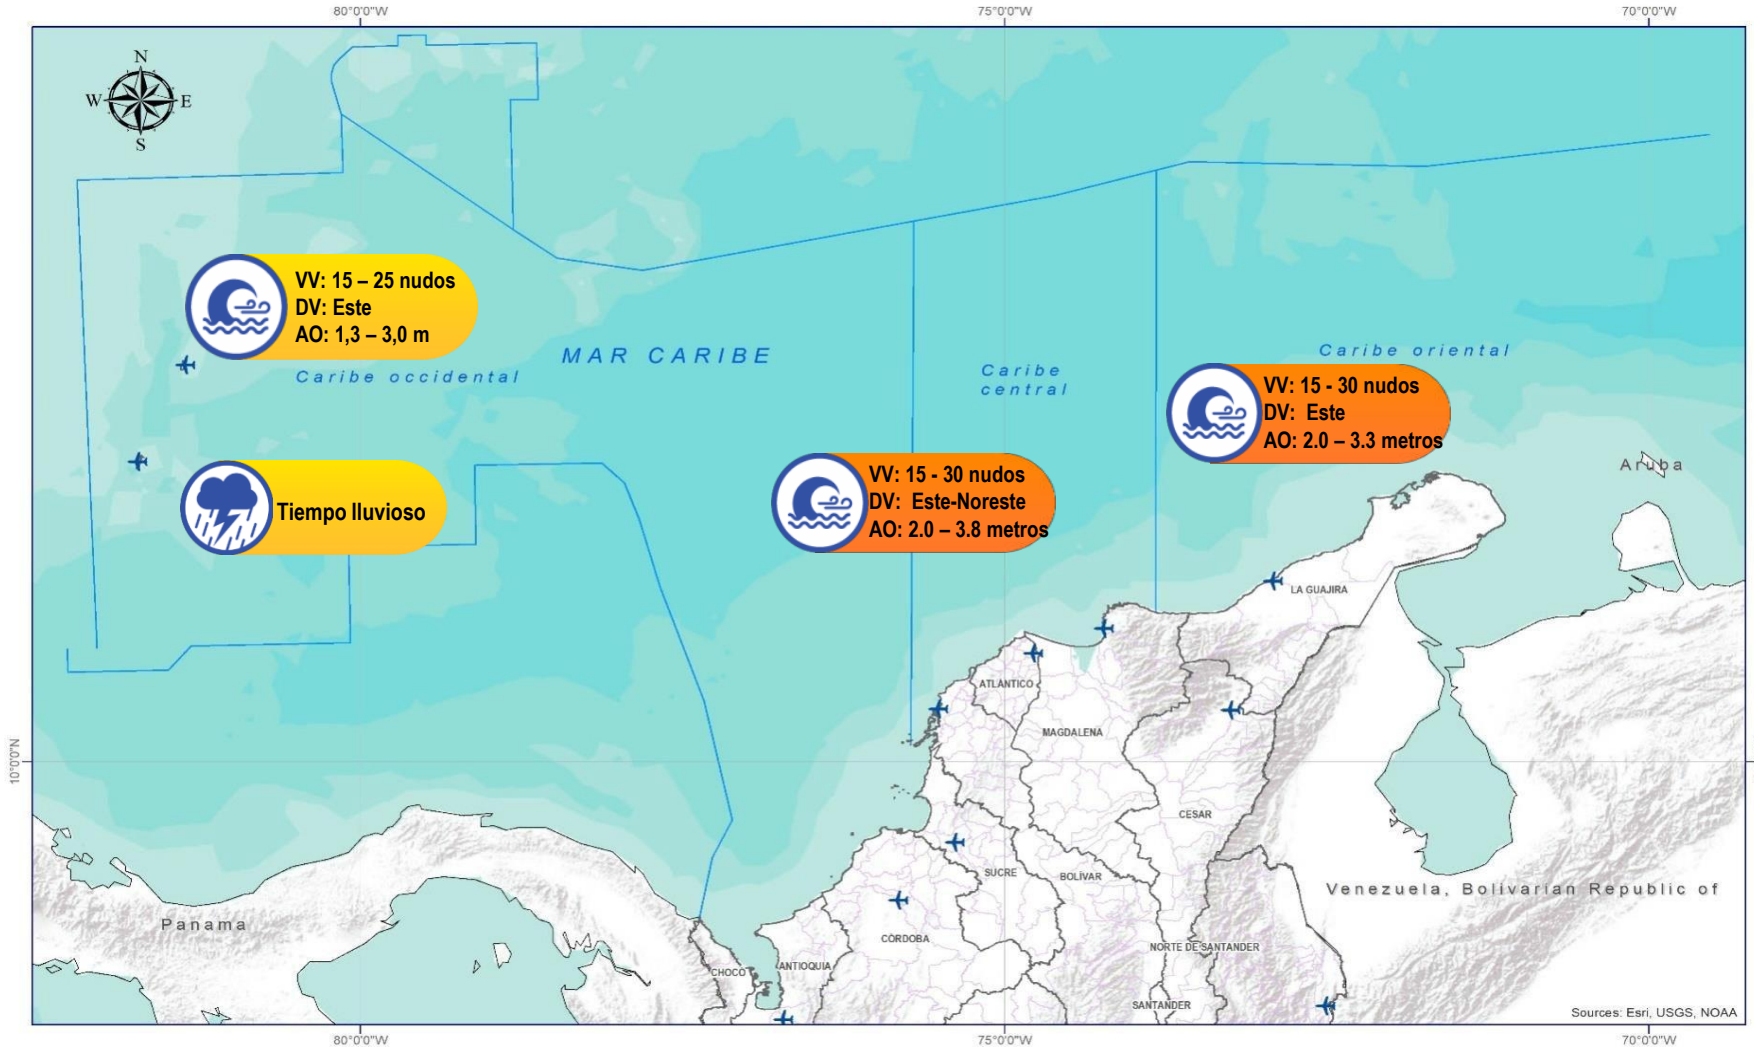 80°0'0"W
75°0'0"W
70°0'0"W
N
W
E
S
VV: 15 – 25 nudos
DV: Este
AO: 1,3 – 3,0 m
MAR CARIBE
Caribe occidental
Caribe
central
Caribe oriental
VV: 15 - 30 nudos
DV: Este
AO: 2.0 – 3.3 metros
VV: 15 - 30 nudos
DV: Este-Noreste
AO: 2.0 – 3.8 metros
Tiempo lluvioso
Aruba
LA GUAJIRA
ATLÁNTICO
MAGDALENA
10°0'0"N
CESAR
SUCRE
BOLÍVAR
Venezuela, Bolivarian Republic of
Panama
CÓRDOBA
NORTE DE SANTANDER
CHOCÓ
ANTIOQUIA
SANTANDER
Sources: Esri, USGS, NOAA
80°0'0"W
75°0'0"W
70°0'0"W